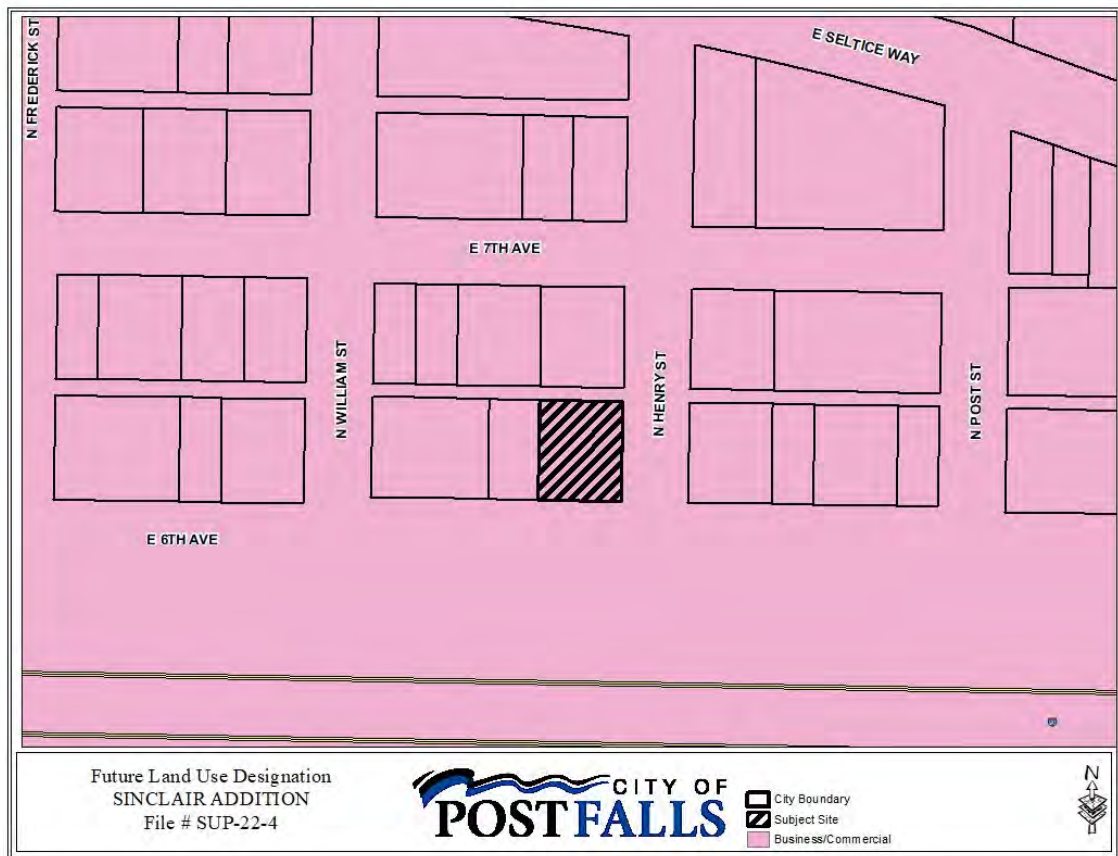 N FREDERICK ST
E SELTICE WAY
E 7TH AVE
N WILLIAM ST
N HENRY ST
N POST ST
E 6TH AVE
Future Land Use Designation
SINCLAIR ADDITION
File # SUP-22-4
CITY OF
POST FALLS
City Boundary
Subject Site
Business/Commercial
N